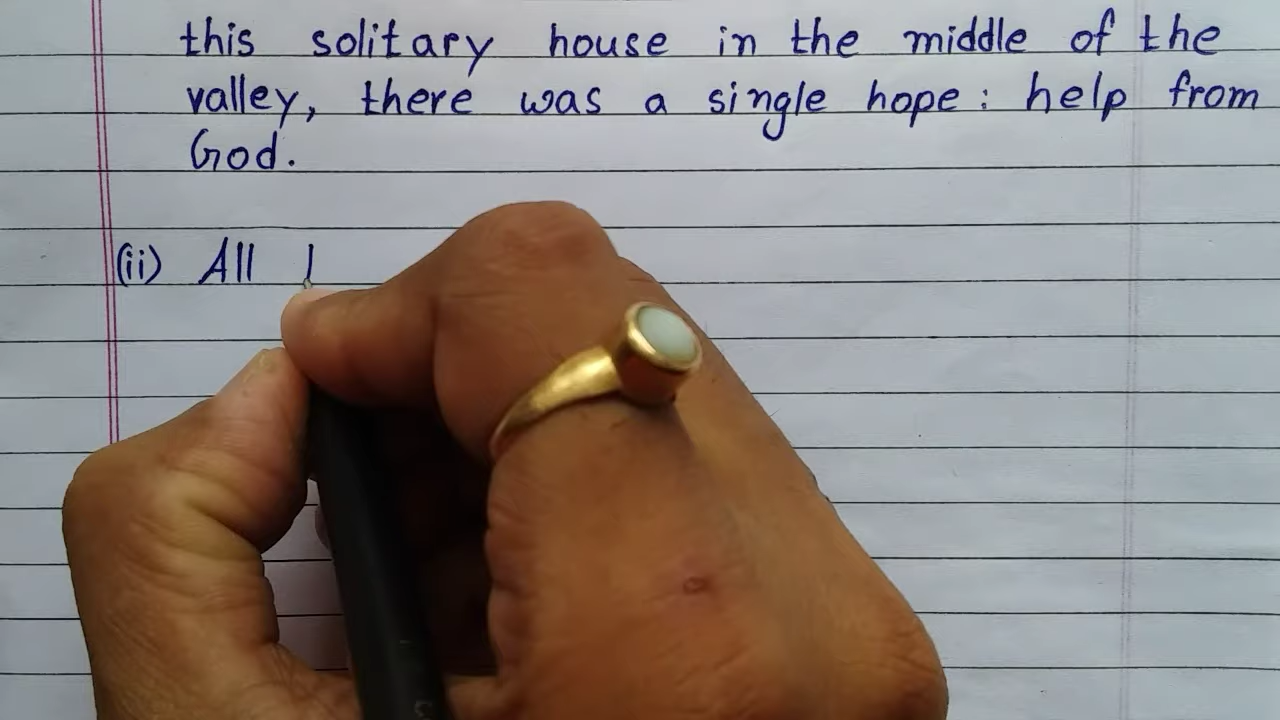 this solitary house in the middle of the
valley, there was a single hope: help from
God.
(ii) All